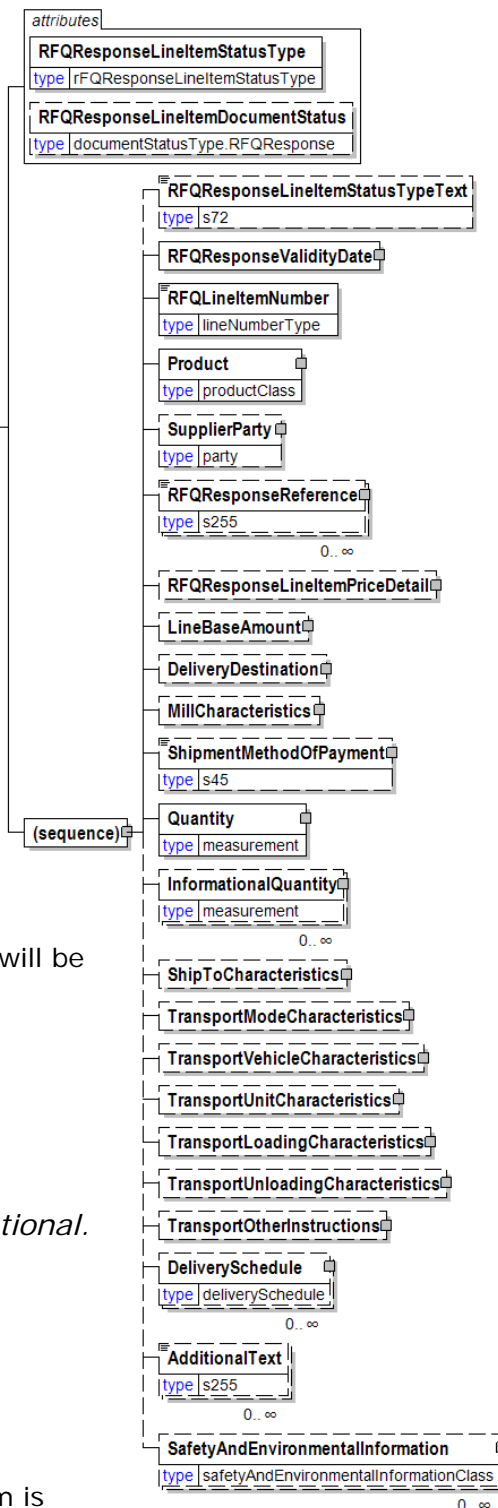 attributes
RFQResponseLineItemStatusType
type rFQResponseLineItemStatusType
RFQResponseLineItemDocumentStatus
type documentStatusType.RFQResponse
RFQResponseLineItemStatusTypeText
type s72
RFQResponseValidityDate
RFQLineItemNumber
type lineNumberType
Product
type productClass
SupplierParty
type party
RFQResponseReference
type s255
0.. ∞
RFQResponseLineItemPriceDetail
LineBaseAmount
DeliveryDestination
MillCharacteristics
ShipmentMethodOfPayment
type s45
(sequence)
Quantity
type measurement
InformationalQuantity
type measurement
0.. ∞
will be
ShipToCharacteristics
TransportModeCharacteristics
TransportVehicleCharacteristics
TransportUnitCharacteristics
TransportLoadingCharacteristics
TransportUnloadingCharacteristics
tional.
TransportOtherInstructions
DeliverySchedule
type deliverySchedule
0.. ∞
AdditionalText
type s255
0.. ∞
SafetyAndEnvironmentalInformation
type safetyAndEnvironmentalInformationClass
n is
0.. ∞